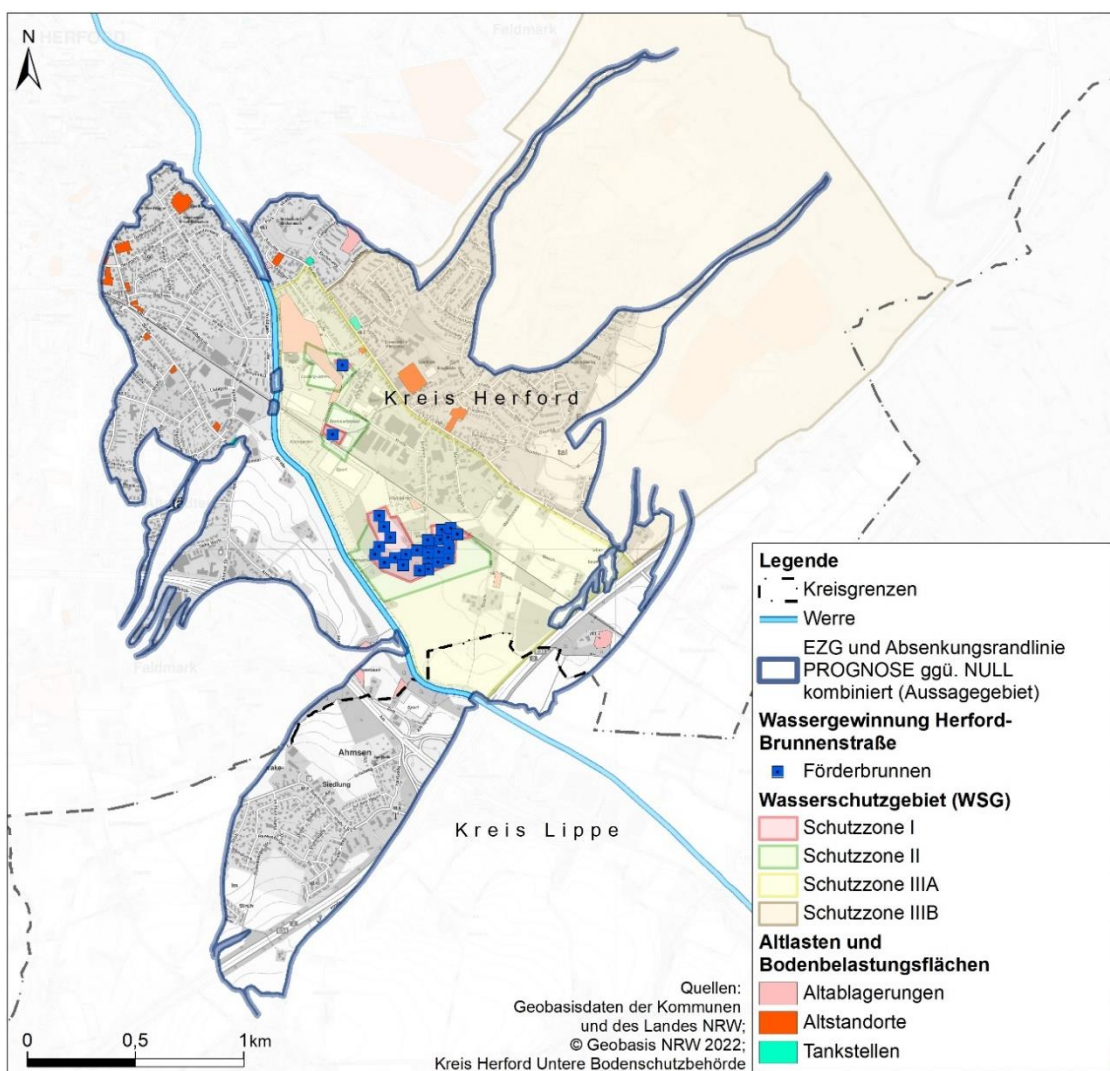 HERFORD
Feldmark
N
Kreis Herford
Feldmark
Ahmsen
Siedlung
Kreis Lippe
Legende
Kreisgrenzen
Werre
EZG und Absenkungsrandlinie
PROGNOSE ggü. NULL
kombiniert (Aussagegebiet)
Wassergewinnung Herford-
Brunnenstraße
Förderbrunnen
Wasserschutzgebiet (WSG)
Schutzzone I
Schutzzone II
Schutzzone IIIA
Schutzzone IIIB
Altlasten und
Bodenbelastungsflächen
Altablagerungen
Altstandorte
Tankstellen
Quellen:
Geobasisdaten der Kommunen
und des Landes NRW;
© Geobasis NRW 2022;
Kreis Herford Untere Bodenschutzbehörde
0 0,5 1km